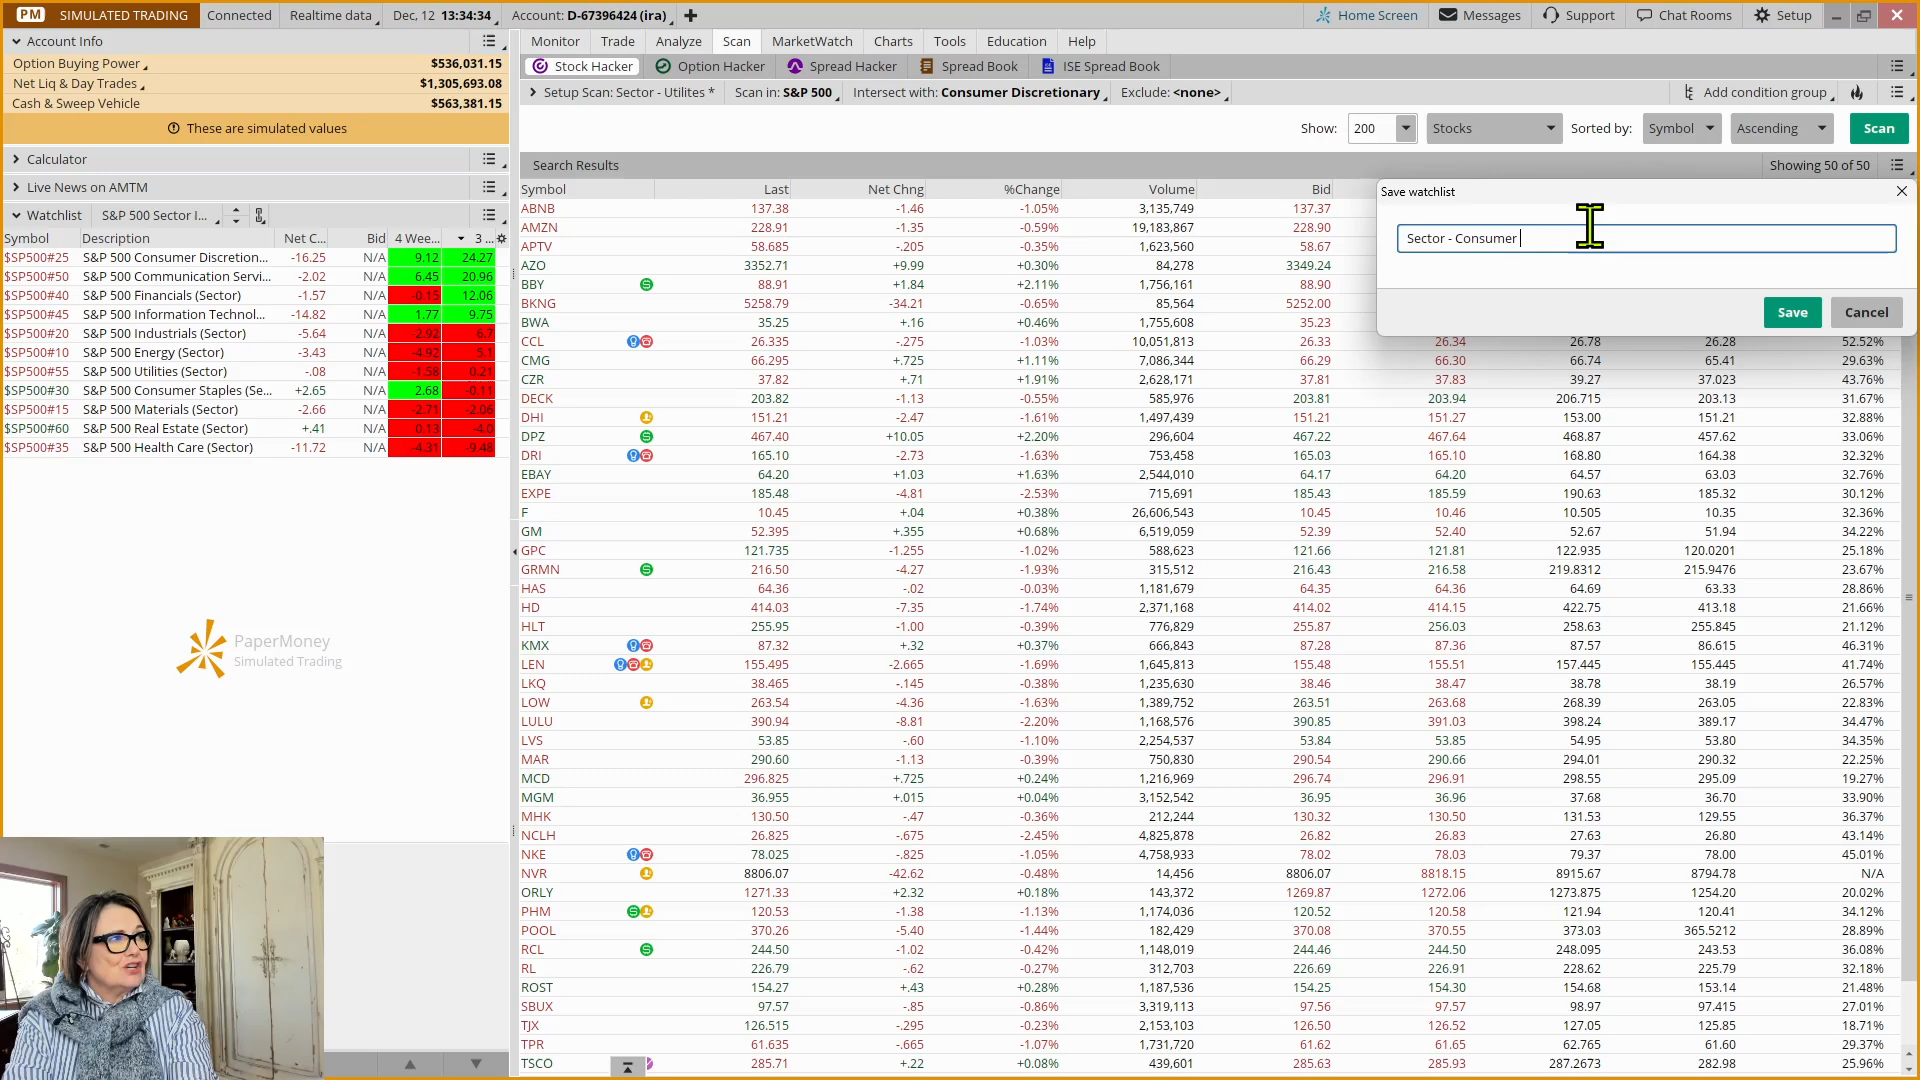 PM SIMULATED TRADING Connected Realtime data Dec, 12 13:34:34 Account: D-67396424 (ira) Home Screen Messages Support Chat Rooms Setup
Account Info
Option Buying Power $536,031.15
Net Liq & Day Trades $1,305,693.08
Cash & Sweep Vehicle $563,381.15
These are simulated values
Calculator
Live News on AMTM
Watchlist S&P 500 Sector I...
Symbol Description Net C... Bid 4 Wee... 3 ...
$SP500#25 S&P 500 Consumer Discretion... -16.25 N/A 9.12 24.27
$SP500#50 S&P 500 Communication Servi... -2.02 N/A 6.45 20.96
$SP500#40 S&P 500 Financials (Sector) -1.57 N/A -0.15 12.06
$SP500#45 S&P 500 Information Technol... -14.82 N/A 1.77 9.75
$SP500#20 S&P 500 Industrials (Sector) -5.64 N/A -2.92 6.7
$SP500#10 S&P 500 Energy (Sector) -3.43 N/A -4.92 5.1
$SP500#55 S&P 500 Utilities (Sector) -.08 N/A -1.58 0.21
$SP500#30 S&P 500 Consumer Staples (Se... +2.65 N/A 2.68 -0.11
$SP500#15 S&P 500 Materials (Sector) -2.66 N/A -2.71 -2.06
$SP500#60 S&P 500 Real Estate (Sector) +.41 N/A 0.13 -4.0
$SP500#35 S&P 500 Health Care (Sector) -11.72 N/A -4.31 -9.48
PaperMoney
Simulated Trading
Monitor Trade Analyze Scan MarketWatch Charts Tools Education Help
Stock Hacker Option Hacker Spread Hacker Spread Book ISE Spread Book
Setup Scan: Sector - Utilites * Scan in: S&P 500 Intersect with: Consumer Discretionary Exclude: <none> Add condition group
Show: 200 Stocks Sorted by: Symbol Ascending Scan
Search Results Showing 50 of 50
Symbol Last Net Chng %Change Volume Bid
Save watchlist
Sector - Consumer
Save Cancel
ABNB 137.38 -1.46 -1.05% 3,135,749 137.37
AMZN 228.91 -1.35 -0.59% 19,183,867 228.90
APTV 58.685 -.205 -0.35% 1,623,560 58.67
AZO 3352.71 +9.99 +0.30% 84,278 3349.24
BBY 88.91 +1.84 +2.11% 1,756,161 88.90
BKNG 5258.79 -34.21 -0.65% 85,564 5252.00
BWA 35.25 +.16 +0.46% 1,755,608 35.23
CCL 26.335 -.275 -1.03% 10,051,813 26.33 26.34 26.78 26.28 52.52%
CMG 66.295 +.725 +1.11% 7,086,344 66.29 66.30 66.74 65.41 29.63%
CZR 37.82 +.71 +1.91% 2,628,171 37.81 37.83 39.27 37.023 43.76%
DECK 203.82 -1.13 -0.55% 585,976 203.81 203.94 206.715 203.13 31.67%
DHI 151.21 -2.47 -1.61% 1,497,439 151.21 151.27 153.00 151.21 32.88%
DPZ 467.40 +10.05 +2.20% 296,604 467.22 467.64 468.87 457.62 33.06%
DRI 165.10 -2.73 -1.63% 753,458 165.03 165.10 168.80 164.38 32.32%
EBAY 64.20 +1.03 +1.63% 2,544,010 64.17 64.20 64.57 63.03 32.76%
EXPE 185.48 -4.81 -2.53% 715,691 185.43 185.59 190.63 185.32 30.12%
F 10.45 +.04 +0.38% 26,606,543 10.45 10.46 10.505 10.35 32.36%
GM 52.395 +.355 +0.68% 6,519,059 52.39 52.40 52.67 51.94 34.22%
GPC 121.735 -1.255 -1.02% 588,623 121.66 121.81 122.935 120.0201 25.18%
GRMN 216.50 -4.27 -1.93% 315,512 216.43 216.58 219.8312 215.9476 23.67%
HAS 64.36 -.02 -0.03% 1,181,679 64.35 64.36 64.69 63.33 28.86%
HD 414.03 -7.35 -1.74% 2,371,168 414.02 414.15 422.75 413.18 21.66%
HLT 255.95 -1.00 -0.39% 776,829 255.87 256.03 258.63 255.845 21.12%
KMX 87.32 +.32 +0.37% 666,843 87.28 87.36 87.57 86.615 46.31%
LEN 155.495 -2.665 -1.69% 1,645,813 155.48 155.51 157.445 155.445 41.74%
LKQ 38.465 -.145 -0.38% 1,235,630 38.46 38.47 38.78 38.19 26.57%
LOW 263.54 -4.36 -1.63% 1,389,752 263.51 263.68 268.39 263.05 22.83%
LULU 390.94 -8.81 -2.20% 1,168,576 390.85 391.03 398.24 389.17 34.47%
LVS 53.85 -.60 -1.10% 2,254,537 53.84 53.85 54.95 53.80 34.35%
MAR 290.60 -1.13 -0.39% 750,830 290.54 290.66 294.01 290.32 22.25%
MCD 296.825 +.725 +0.24% 1,216,969 296.74 296.91 298.55 295.09 19.27%
MGM 36.955 +.015 +0.04% 3,152,542 36.95 36.96 37.68 36.70 33.90%
MHK 130.50 -.47 -0.36% 212,244 130.32 130.50 131.53 129.55 36.37%
NCLH 26.825 -.675 -2.45% 4,825,878 26.82 26.83 27.63 26.80 43.14%
NKE 78.025 -.825 -1.05% 4,758,933 78.02 78.03 79.37 78.00 45.01%
NVR 8806.07 -42.62 -0.48% 14,456 8806.07 8818.15 8915.67 8794.78 N/A
ORLY 1271.33 +2.32 +0.18% 143,372 1269.87 1272.06 1273.875 1254.20 20.02%
PHM 120.53 -1.38 -1.13% 1,174,036 120.52 120.58 121.94 120.41 34.12%
POOL 370.26 -5.40 -1.44% 182,429 370.08 370.55 373.03 365.5212 28.89%
RCL 244.50 -1.02 -0.42% 1,148,019 244.46 244.50 248.095 243.53 36.08%
RL 226.79 -.62 -0.27% 312,703 226.69 226.91 228.62 225.79 32.18%
ROST 154.27 +.43 +0.28% 1,187,536 154.25 154.30 154.68 153.14 21.48%
SBUX 97.57 -.85 -0.86% 3,319,113 97.56 97.57 98.97 97.415 27.01%
TJX 126.515 -.295 -0.23% 2,153,103 126.50 126.52 127.05 125.85 18.71%
TPR 61.635 -.665 -1.07% 1,731,720 61.62 61.65 62.765 61.60 29.37%
TSCO 285.71 +.22 +0.08% 439,601 285.63 285.93 287.2673 282.98 25.96%